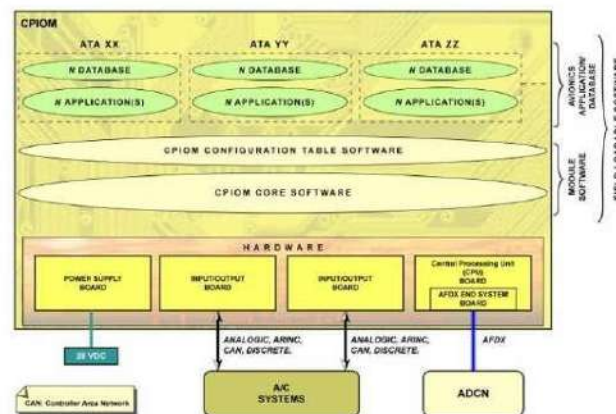 CPIOM
ATA XX
ATA YY
ATA ZZ
N DATABASE
N DATABASE
N DATABASE
N APPLICATION(S)
N APPLICATION(S)
N APPLICATION(S)
AVIONICS
APPLICATION/
DATABASE
CPIOM CONFIGURATION TABLE SOFTWARE
CPIOM CORE SOFTWARE
MODULE
SOFTWARE
FIELD LOADABLE SOFTWARE
HARDWARE
POWER SUPPLY
BOARD
INPUT/OUTPUT
BOARD
INPUT/OUTPUT
BOARD
Central Processing Unit
(CPU)
BOARD
AFDX END SYSTEM
BOARD
ANALOGIC, ARINC,
CAN, DISCRETE.
ANALOGIC, ARINC,
CAN, DISCRETE.
AFDX
28 VDC
A/C
SYSTEMS
ADCN
CAN: Controller Area Network